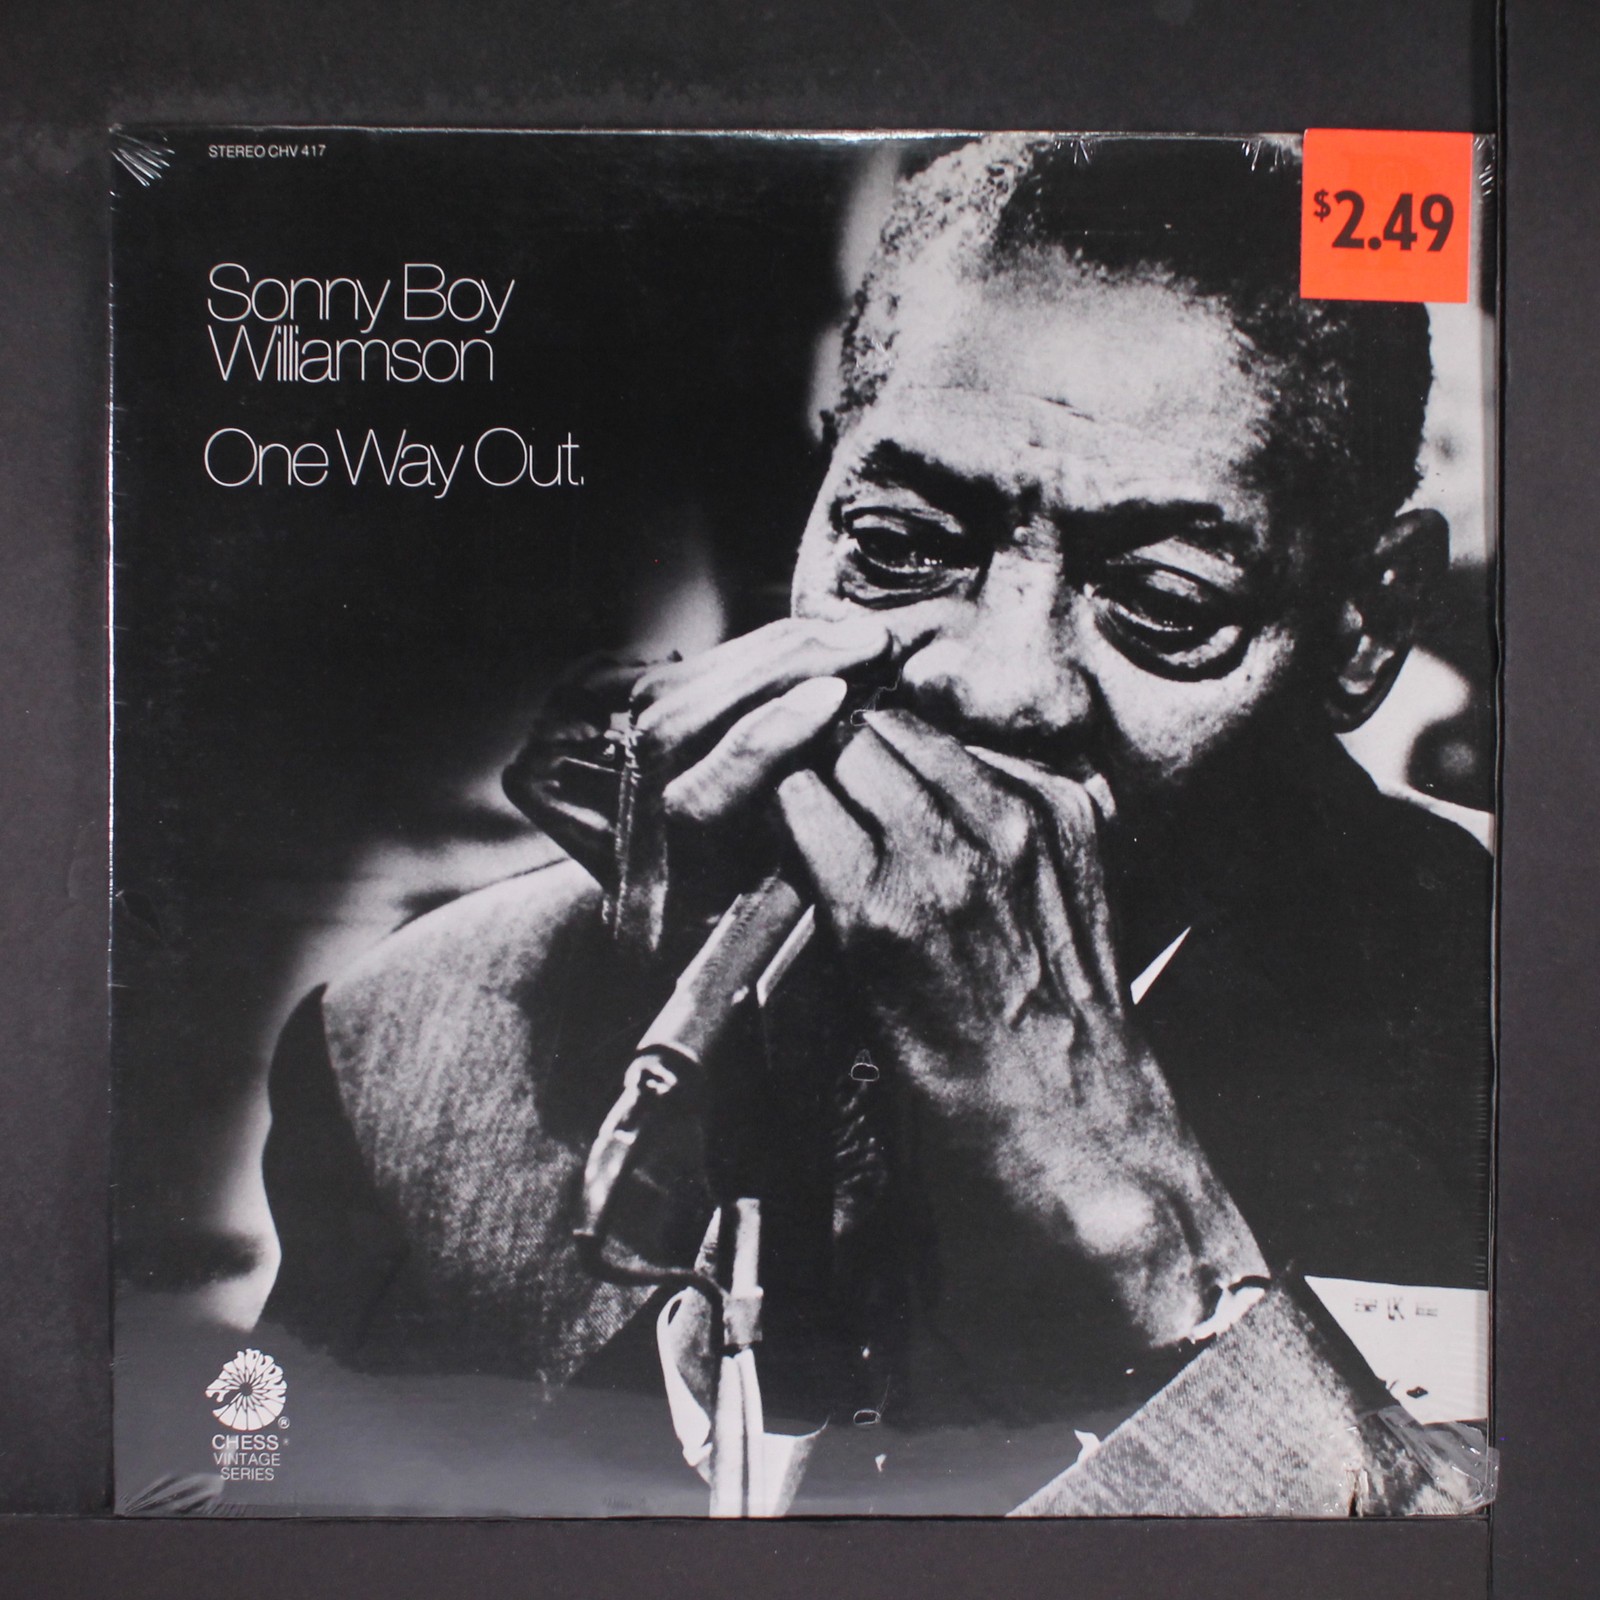 STEREO CHV 417
$2.49
Sonny Boy
Williamson
One Way Out.
CHESS
VINTAGE
SERIES